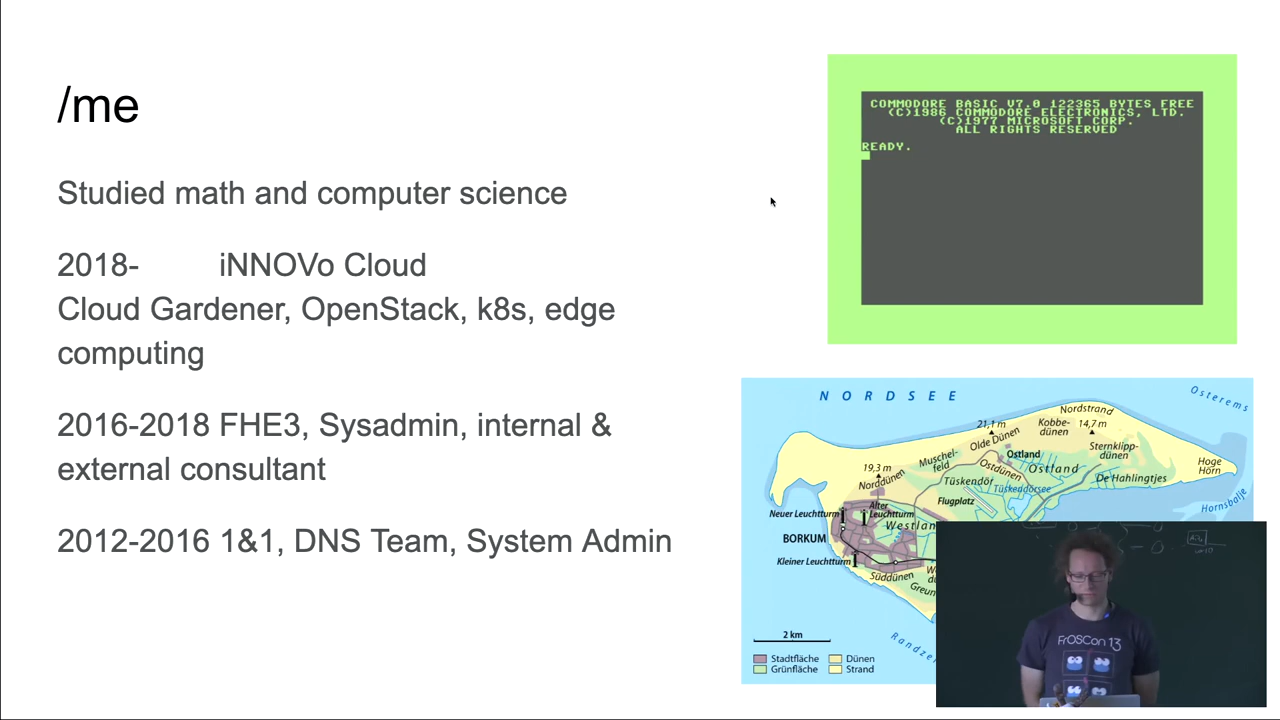 /me
Studied math and computer science
2018- iNNOVo Cloud
Cloud Gardener, OpenStack, k8s, edge
computing
2016-2018 FHE3, Sysadmin, internal &
external consultant
2012-2016 1&1, DNS Team, System Admin
COMMODORE BASIC V7.0 122365 BYTES FREE
(C)1986 COMMODORE ELECTRONICS, LTD.
(C)1977 MICROSOFT CORP.
ALL RIGHTS RESERVED
READY.
NORDSEE
Osterems
Nordstrand
21,1 m
Kobbe-
dünen
14,7 m
Olde Dünen
Sternklipp-
dünen
Ostland
Muschel-
feld
Hoge
Hörn
19,3 m
Norddünen
Ostdünen
Ostland
De Hahlingtjes
Tüskendör
Tüskendörsee
Flugplatz
Hornsbalje
Neuer Leuchtturm
Alter
Leuchtturm
Westlan
BORKUM
Kleiner Leuchtturm
Süddünen
Greun
2 km
Randze
Stadtfläche
Dünen
Grünfläche
Strand
FrOSCon 13